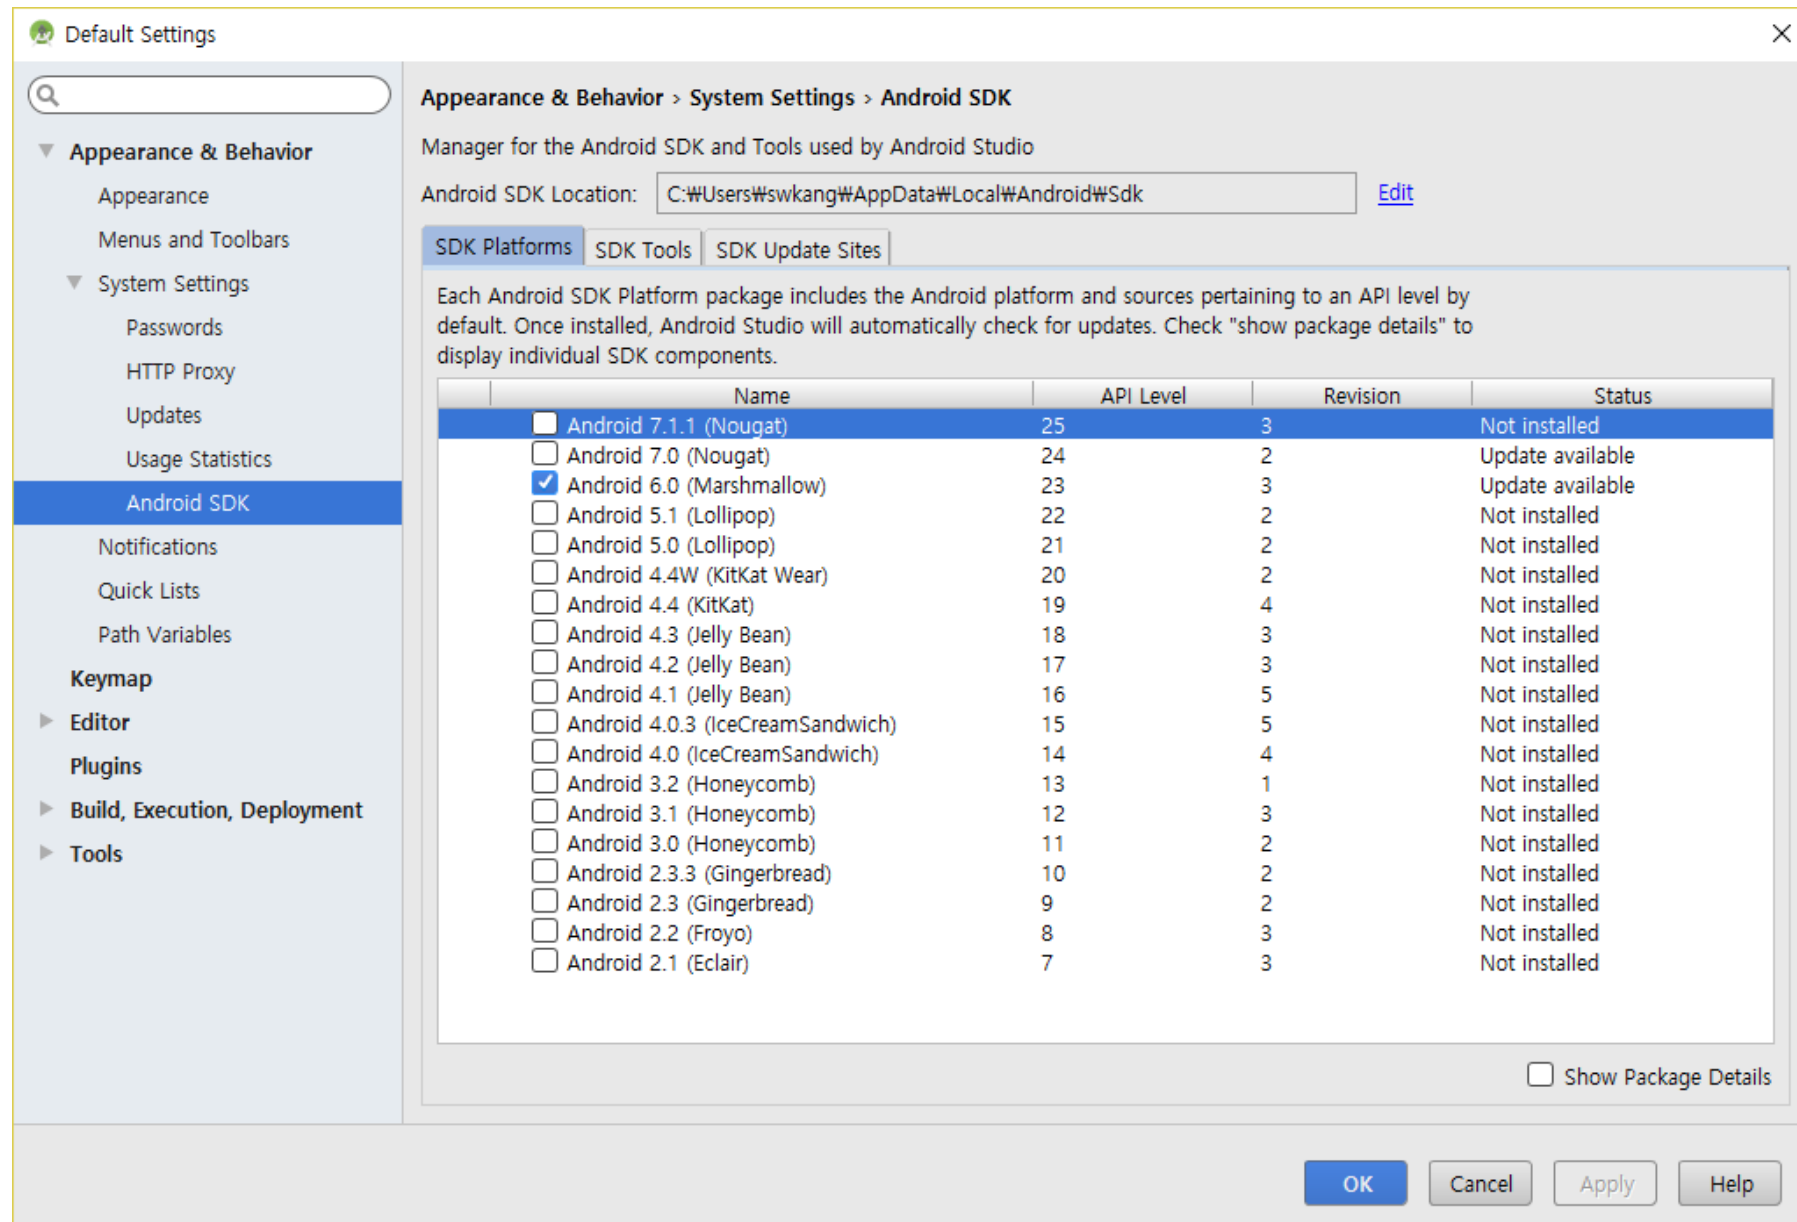 Default Settings
Appearance & Behavior
Appearance
Menus and Toolbars
System Settings
Passwords
HTTP Proxy
Updates
Usage Statistics
Android SDK
Notifications
Quick Lists
Path Variables
Keymap
Editor
Plugins
Build, Execution, Deployment
Tools
Appearance & Behavior › System Settings › Android SDK
Manager for the Android SDK and Tools used by Android Studio
Android SDK Location: C:₩Users₩swkang₩AppData₩Local₩Android₩Sdk Edit
SDK Platforms SDK Tools SDK Update Sites
Each Android SDK Platform package includes the Android platform and sources pertaining to an API level by
default. Once installed, Android Studio will automatically check for updates. Check "show package details" to
display individual SDK components.
Name API Level Revision Status
Android 7.1.1 (Nougat) 25 3 Not installed
Android 7.0 (Nougat) 24 2 Update available
Android 6.0 (Marshmallow) 23 3 Update available
Android 5.1 (Lollipop) 22 2 Not installed
Android 5.0 (Lollipop) 21 2 Not installed
Android 4.4W (KitKat Wear) 20 2 Not installed
Android 4.4 (KitKat) 19 4 Not installed
Android 4.3 (Jelly Bean) 18 3 Not installed
Android 4.2 (Jelly Bean) 17 3 Not installed
Android 4.1 (Jelly Bean) 16 5 Not installed
Android 4.0.3 (IceCreamSandwich) 15 5 Not installed
Android 4.0 (IceCreamSandwich) 14 4 Not installed
Android 3.2 (Honeycomb) 13 1 Not installed
Android 3.1 (Honeycomb) 12 3 Not installed
Android 3.0 (Honeycomb) 11 2 Not installed
Android 2.3.3 (Gingerbread) 10 2 Not installed
Android 2.3 (Gingerbread) 9 2 Not installed
Android 2.2 (Froyo) 8 3 Not installed
Android 2.1 (Eclair) 7 3 Not installed
Show Package Details
OK Cancel Apply Help